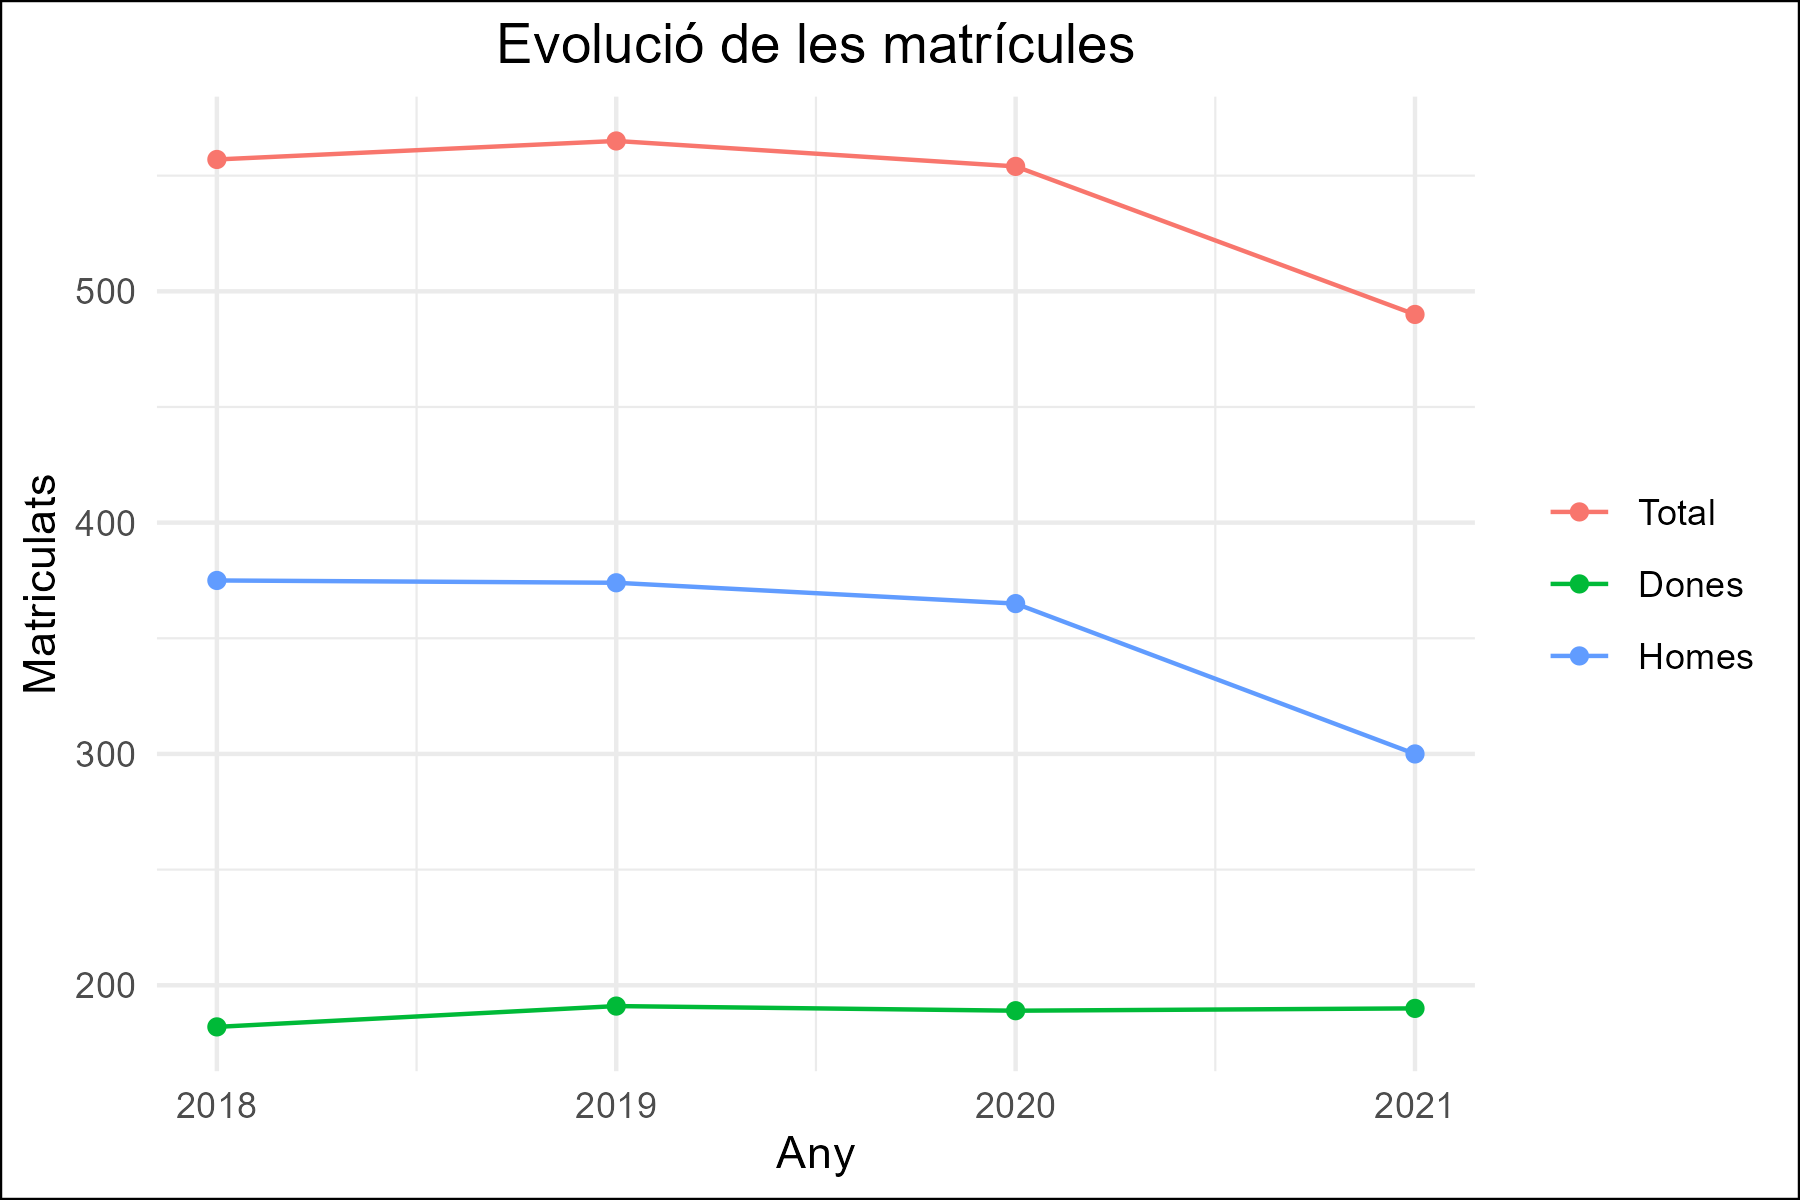 Evolució de les matrícules
Matriculats
500
400
300
200
2018
2019
2020
2021
Any
Total
Dones
Homes